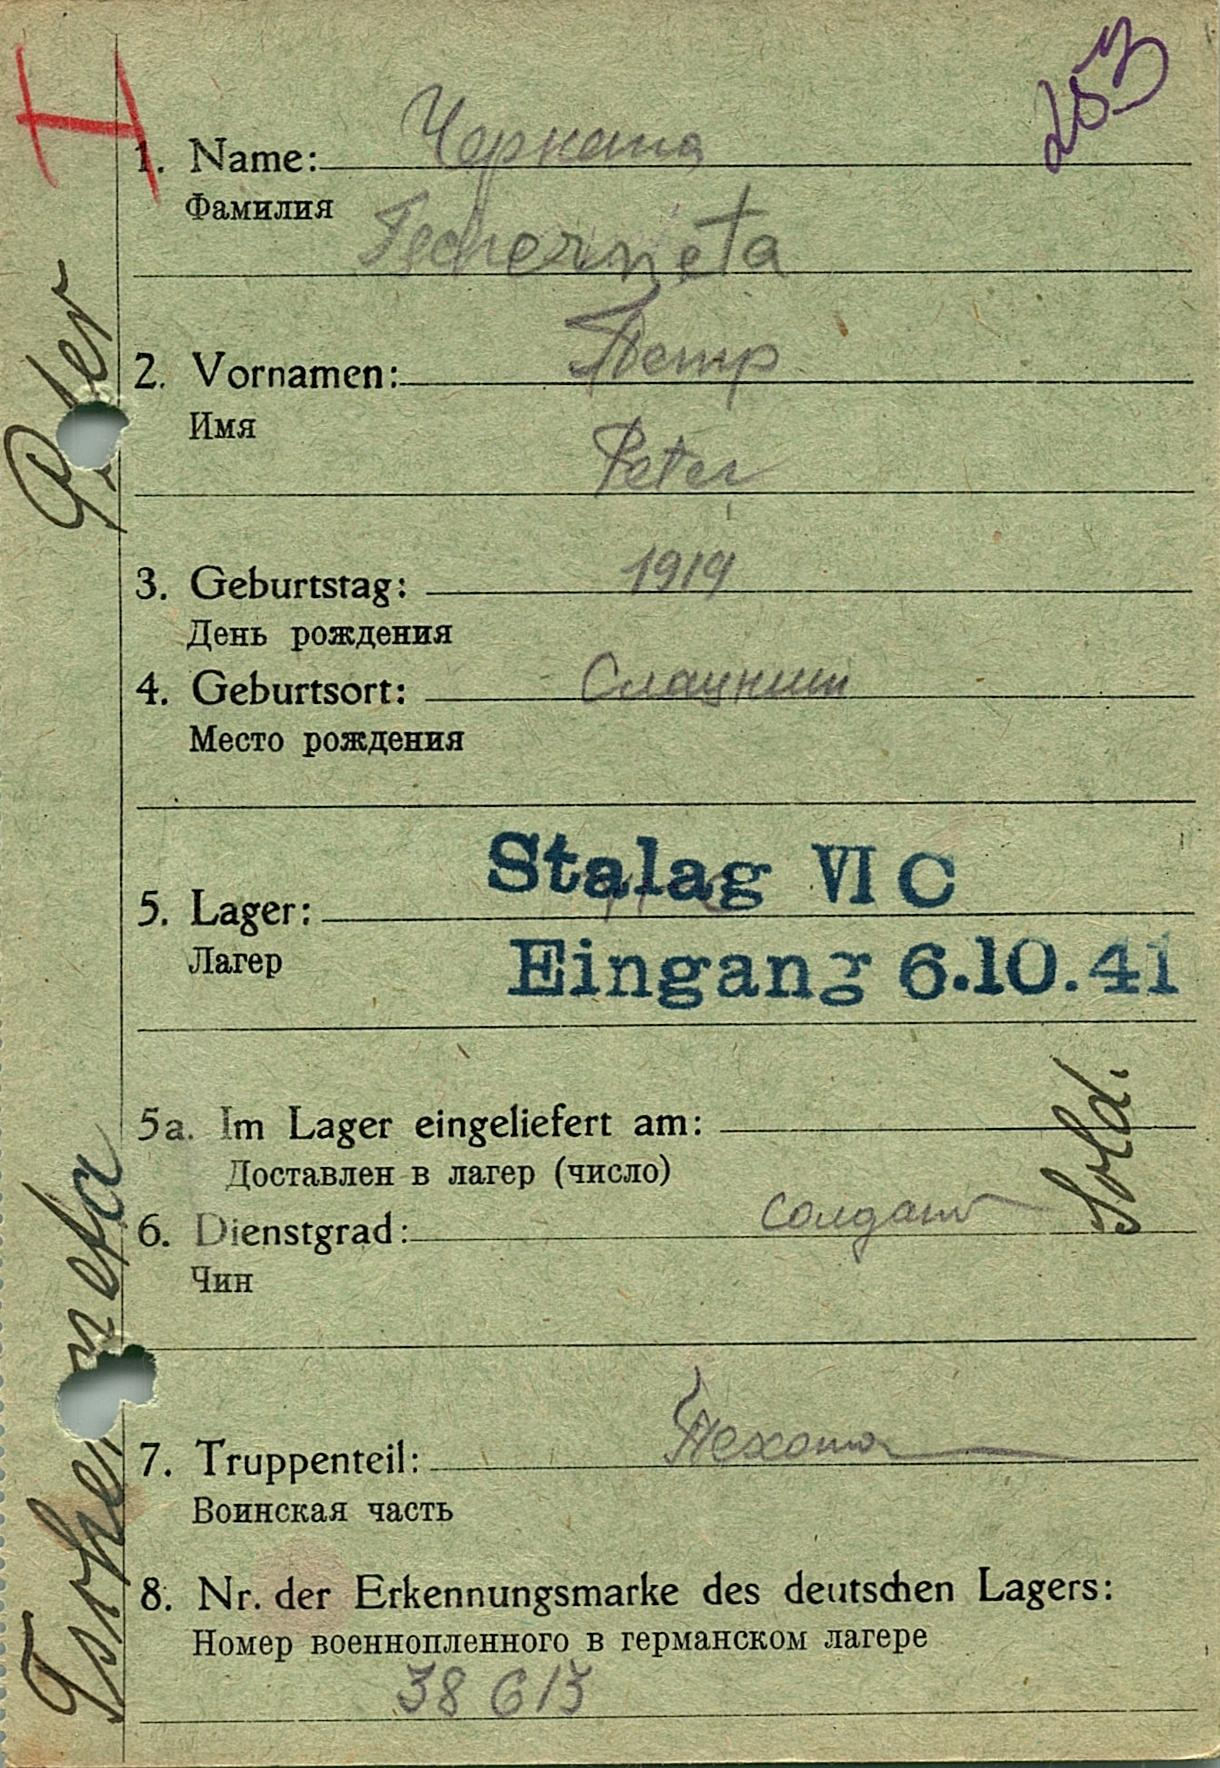 H
253
1. Name:
Фамилия
Tscherneta
2. Vornamen: Петр
Имя
Peter
3. Geburtstag: 1919
День рождения
4. Geburtsort:
Место рождения
Stalag VI C
5. Lager:
Лагер
Eingang 6.10.41
5a. Im Lager eingeliefert am:
Доставлен в лагер (число)
Sold.
6. Dienstgrad: солдат
Чин
7. Truppenteil: Пехота
Воинская часть
8. Nr. der Erkennungsmarke des deutschen Lagers:
Номер военнопленного в германском лагере
38 613
Tscherneta Peter